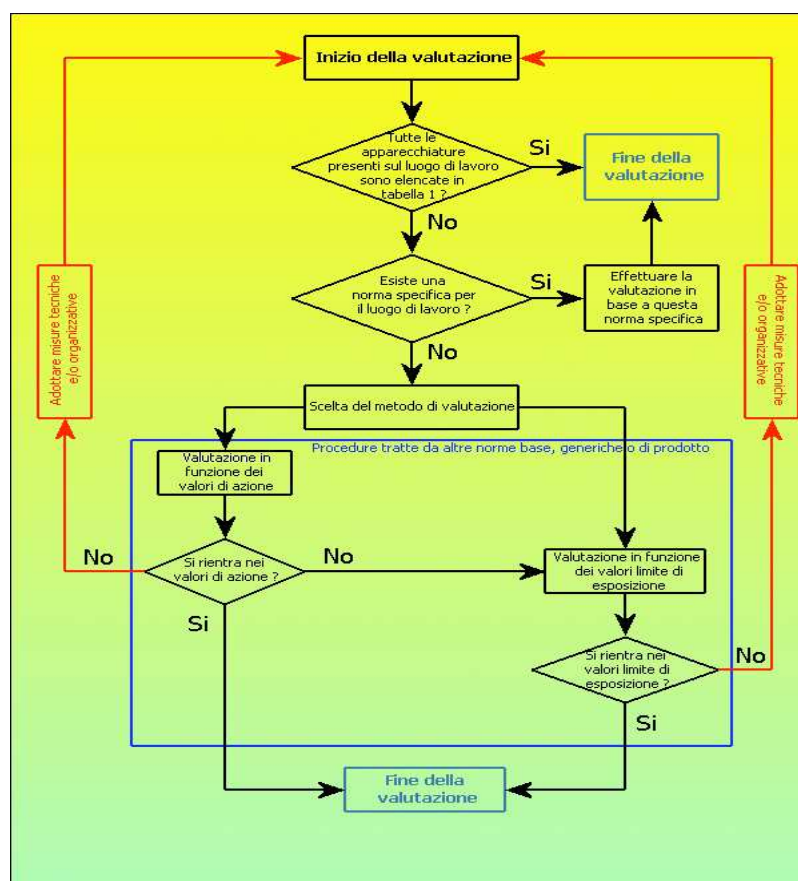 Inizio della valutazione
Tutte le
apparecchiature
presenti sul luogo di lavoro
sono elencate in
tabella 1 ?
Si
Fine della
valutazione
No
Esiste una
norma specifica per
il luogo di lavoro ?
Si
Effettuare la
valutazione in
base a questa
norma specifica
Adottare misure tecniche
e/o organizzative
Adottare misure tecniche
e/o organizzative
No
Scelta del metodo di valutazione
Procedure tratte da altre norme base, generiche o di prodotto
Valutazione in
funzione dei
valori di azione
No
Si rientra nei
valori di azione ?
No
Valutazione in funzione
dei valori limite di
esposizione
Si
Si rientra nei
valori limite di
esposizione ?
No
Si
Fine della
valutazione